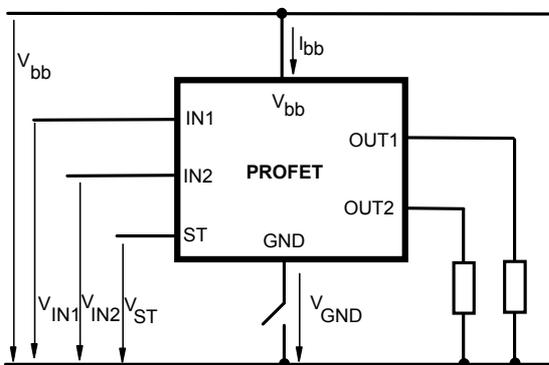 Vbb
Ibb
Vbb
IN1
OUT1
IN2
PROFET
OUT2
ST
GND
VIN1
VIN2
VST
VGND